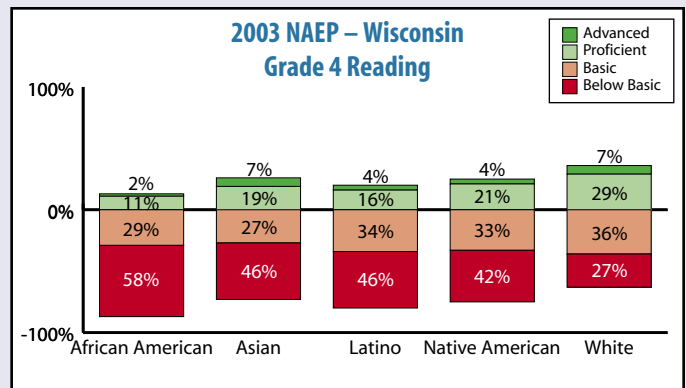 2003 NAEP – Wisconsin
Grade 4 Reading
Advanced
Proficient
Basic
Below Basic
100%
0%
-100%
2%
11%
29%
58%
7%
19%
27%
46%
4%
16%
34%
46%
4%
21%
33%
42%
7%
29%
36%
27%
African American
Asian
Latino
Native American
White